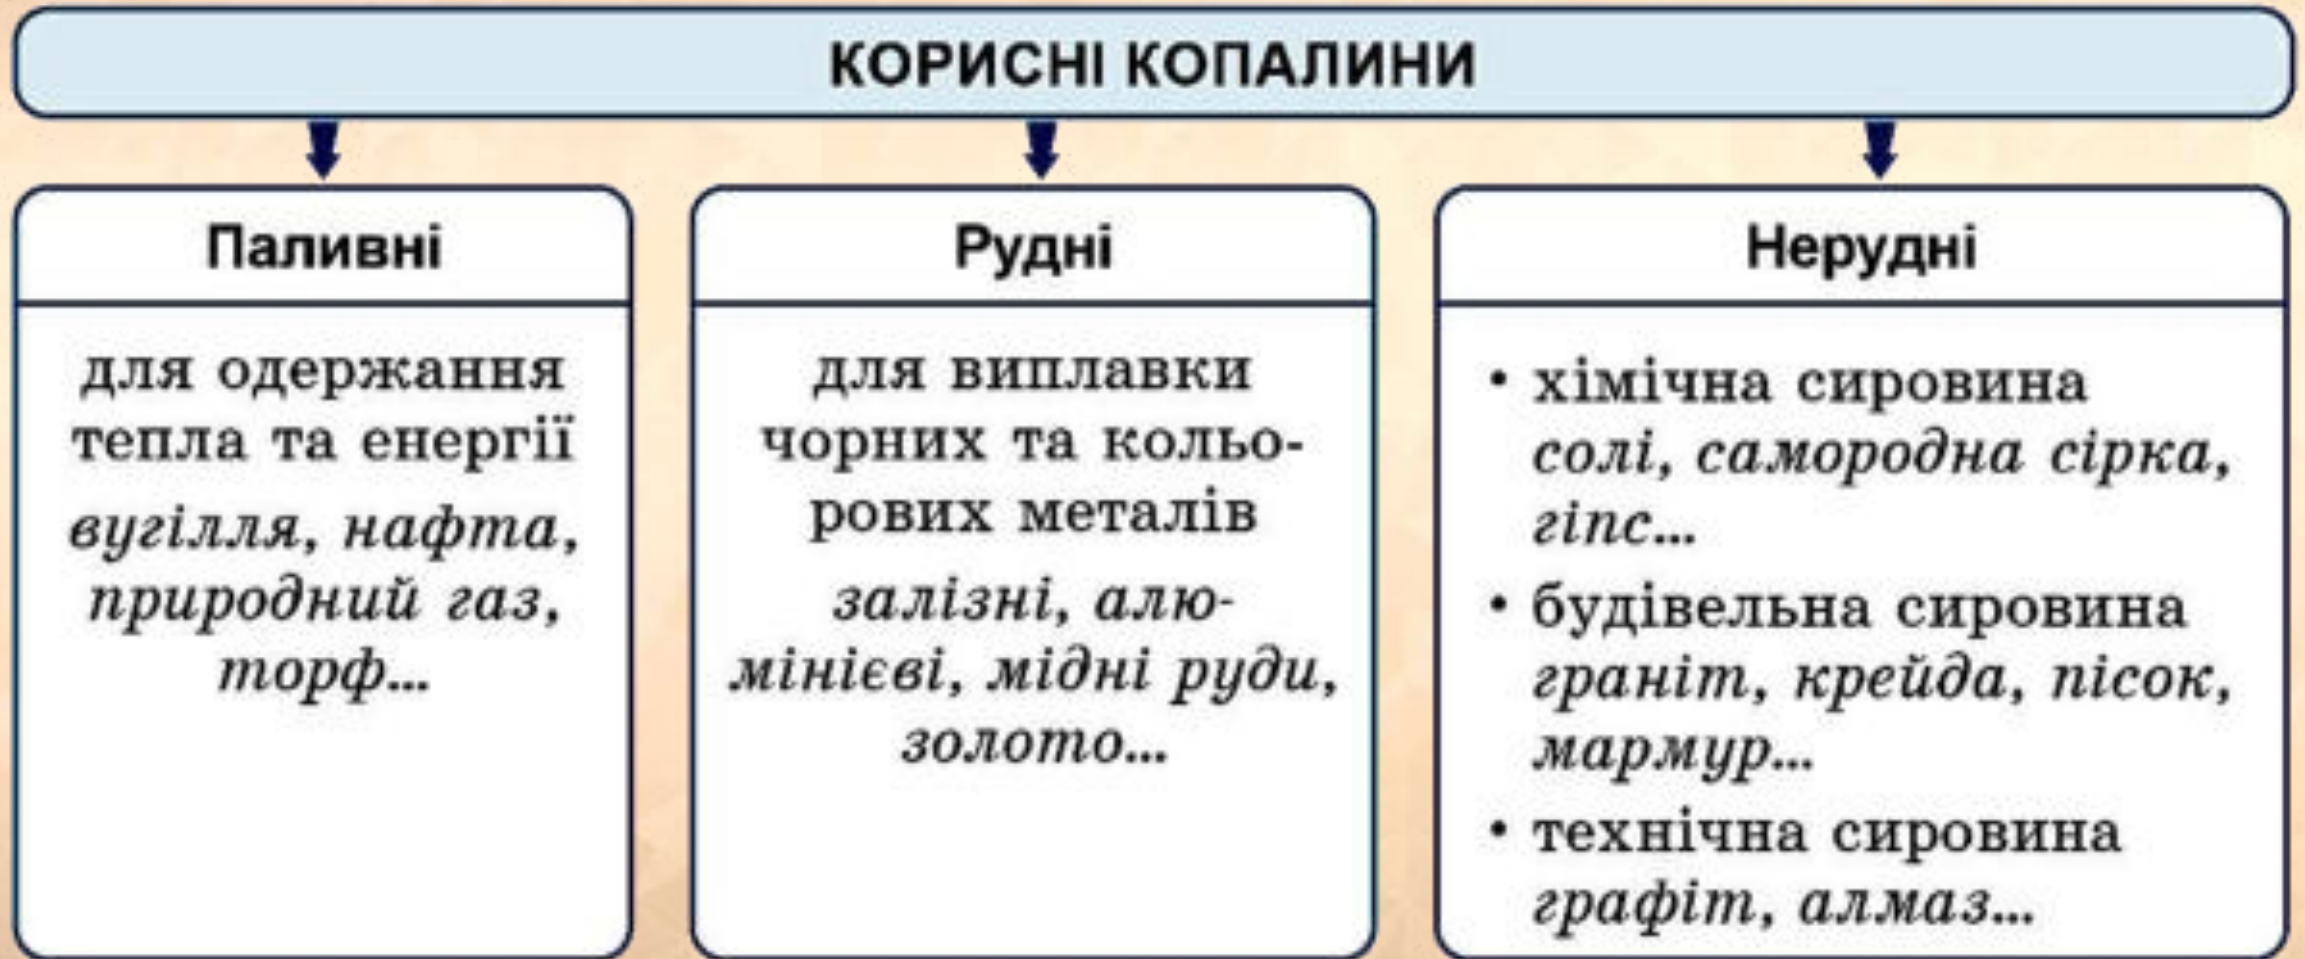 КОРИСНІ КОПАЛИНИ
Паливні
для одержання
тепла та енергії
вугілля, нафта,
природний газ,
торф...
Рудні
для виплавки
чорних та кольо-
рових металів
залізні, алю-
мінієві, мідні руди,
золото...
Нерудні
• хімічна сировина
солі, самородна сірка,
гіпс...
• будівельна сировина
граніт, крейда, пісок,
мармур...
• технічна сировина
графіт, алмаз...